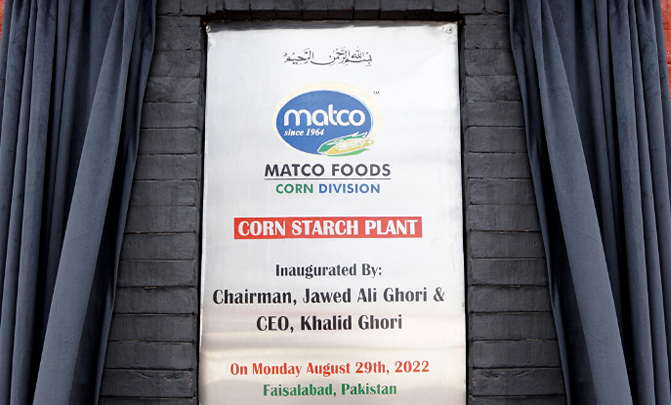 بسم الله الرحمن الرحيم
matco™
since 1964
MATCO FOODS
CORN DIVISION
CORN STARCH PLANT
Inaugurated By:
Chairman, Jawed Ali Ghori &
CEO, Khalid Ghori
On Monday August 29th, 2022
Faisalabad, Pakistan